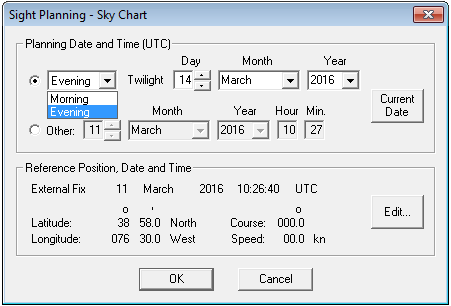 Sight Planning - Sky Chart
Planning Date and Time (UTC)
Day Month Year
Evening Twilight 14 March 2016
Morning
Evening
Current Date
Month Year Hour Min.
Other: 11 March 2016 10 27
Reference Position, Date and Time
External Fix 11 March 2016 10:26:40 UTC
o ' o
Latitude: 38 58.0 North Course: 000.0
Longitude: 076 30.0 West Speed: 00.0 kn
Edit...
OK Cancel